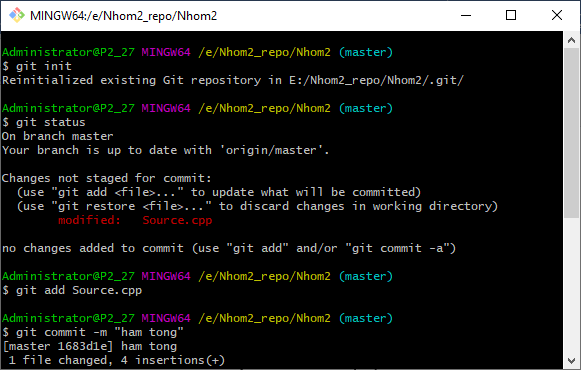 MINGW64:/e/Nhom2_repo/Nhom2
Administrator@P2_27 MINGW64 /e/Nhom2_repo/Nhom2 (master)
$ git init
Reinitialized existing Git repository in E:/Nhom2_repo/Nhom2/.git/
Administrator@P2_27 MINGW64 /e/Nhom2_repo/Nhom2 (master)
$ git status
On branch master
Your branch is up to date with 'origin/master'.
Changes not staged for commit:
  (use "git add <file>..." to update what will be committed)
  (use "git restore <file>..." to discard changes in working directory)
        modified:   Source.cpp
no changes added to commit (use "git add" and/or "git commit -a")
Administrator@P2_27 MINGW64 /e/Nhom2_repo/Nhom2 (master)
$ git add Source.cpp
Administrator@P2_27 MINGW64 /e/Nhom2_repo/Nhom2 (master)
$ git commit -m "ham tong"
[master 1683d1e] ham tong
 1 file changed, 4 insertions(+)